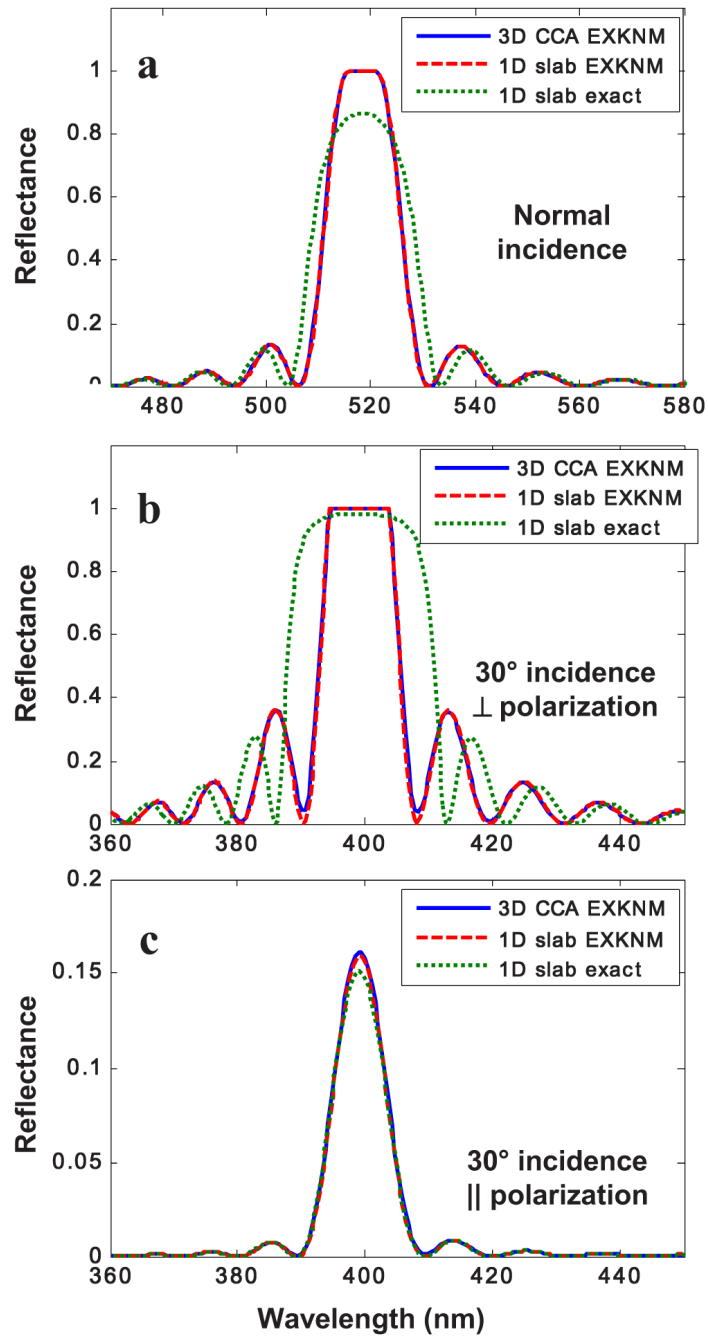 a
3D CCA EXKNM
1D slab EXKNM
1D slab exact
1
0.8
0.6
0.4
0.2
0
Reflectance
Normal
incidence
480 500 520 540 560 580
b
3D CCA EXKNM
1D slab EXKNM
1D slab exact
1
0.8
0.6
0.4
0.2
0
Reflectance
30° incidence
⊥ polarization
360 380 400 420 440
c
3D CCA EXKNM
1D slab EXKNM
1D slab exact
0.2
0.15
0.1
0.05
0
Reflectance
30° incidence
|| polarization
360 380 400 420 440
Wavelength (nm)